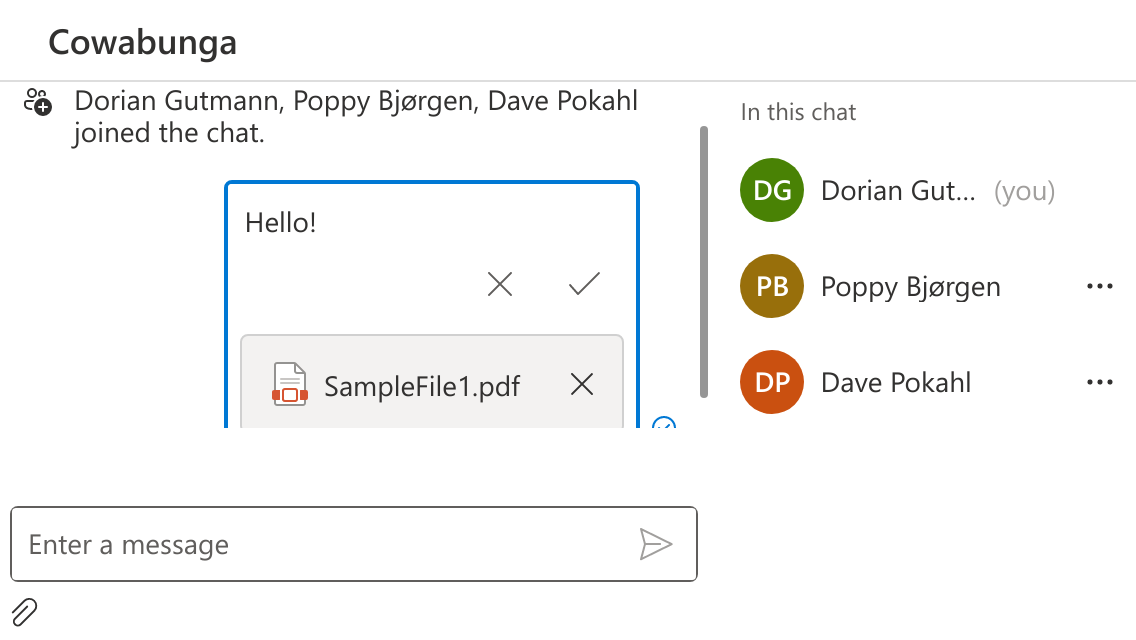 Cowabunga
Dorian Gutmann, Poppy Bjørgen, Dave Pokahl
joined the chat.
Hello!
SampleFile1.pdf
Enter a message
In this chat
DG Dorian Gut... (you)
PB Poppy Bjørgen
DP Dave Pokahl